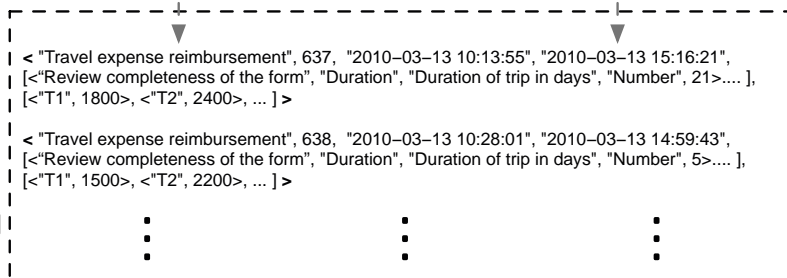 < "Travel expense reimbursement", 637,  "2010–03–13 10:13:55", "2010–03–13 15:16:21",
[<“Review completeness of the form”, "Duration", "Duration of trip in days", "Number", 21>.... ],
[<"T1", 1800>, <"T2", 2400>, ... ] >
< "Travel expense reimbursement", 638,  "2010–03–13 10:28:01", "2010–03–13 14:59:43",
[<“Review completeness of the form”, "Duration", "Duration of trip in days", "Number", 5>.... ],
[<"T1", 1500>, <"T2", 2200>, ... ] >